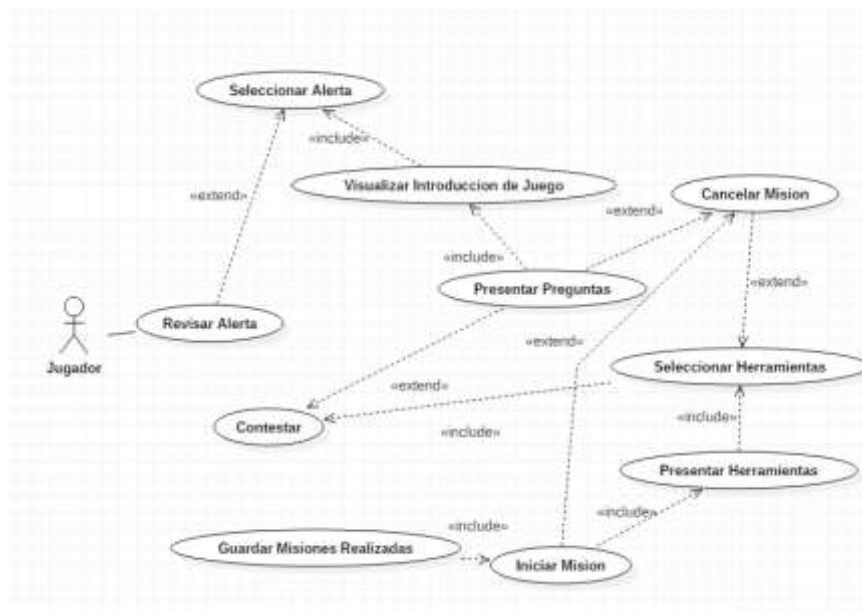 Seleccionar Alerta
«include»
Visualizar Introduccion de Juego
Cancelar Mision
«extend»
«extend»
«include»
«extend»
Presentar Preguntas
Revisar Alerta
«extend»
Jugador
Seleccionar Herramientas
«extend»
Contestar
«include»
«include»
Presentar Herramientas
«include»
«include»
Guardar Misiones Realizadas
Iniciar Mision